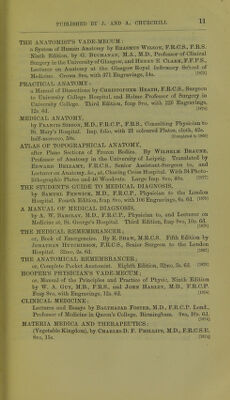 PUBLISHED BY J. AND A. CHURCHILL 11
THE ANATOMIST'S VADE-MECUM:
a System of Human Anatomy by ERASMUS WILSON, F.R.C.S., F.R.S.
Ninth Edition, by G. BUCHANAN, M.A., M.D., Professor of Clinical
Surgery in the University of Glasgow, and HENRY E. CLARK, F.F.P.S.,
Lecturer on Anatomy at the Glasgow Royal Infirmary School of
Medicine. Crown 8vo, with 371 Engravings, 14s.
PRACTICAL ANATOMY:
a Manual of Dissections by CHRISTOPHER HEATH, F.R.C.S., Surgeon
to University College Hospital, and Holme Professor of Surgery in
University College. Third Edition, fcap 8vo, with 226 Engravings,
12s. 6d.
MEDICAL ANATOMY,
by FRANCIS SIBSON, M.D., F.R.C.P., F.R.S., Consulting Physician to
St. Mary's Hospital. Imp. folio, with 21 coloured Plates, cloth, 42s.
half-morocco, 50s. [Completed in 1869]
ATLAS OF TOPOGRAPHICAL ANATOMY,
after Plane Sections of Frozen Bodies. By WILHELM BRAUNE,
Professor of Anatomy in the University of Leipzig. Translated by
EDWARD BELLAMY, F.R.C.S., Senior Assistant-Surgeon to, and
Lecturer on Anatomy, &c., at, Charing Cross Hospital. With 34 Photo-
lithographic Plates and 46 Woodcuts. Large Imp. 8vo, 40s. [1877]
THE STUDENT'S GUIDE TO MEDICAL DIAGNOSIS,
by SAMUEL FENWICK, M.D., F.R.C.P., Physician to the London
Hospital. Fourth Edition, fcap. 8vo, with 106 Engravings, 6s. 6d. [1876]
A MANUAL OF MEDICAL DIAGNOSIS,
by A. W. BARCLAY, M.D., F.R.C.P., Physician to, and Lecturer on
Medicine at, St. George's Hospital. Third Edition, fcap 8vo, 10s. 6d.
THE MEDICAL REMEMBRANCER;
or, Book of Emergencies. By E. SHAW, M.R.C.S. Fifth Edition by
JONATHAN HUTCHINSON, F.R.C.S., Senior Surgeon to the London
Hospital. 32mo, 2s. 6d. [1867]
THE ANATOMICAL REMEMBRANCER;
or, Complete Pocket Anatomist. Eighth Edition, 32mo, 3s. 6d. [1876]
HOOPER'S PHYSICIAN'S VADE-MECUM;
or, Manual of the Principles and Practice of Physic, Ninth Edition
by W. A. GUY, M.B., F.R.S., and JOHN HARLEY, M.D., F.R.C.P.
Fcap 8vo, with Engravings, 12s. 6d. [1874]
CLINICAL MEDICINE:
Lectures and Essays by BALTHAZAR FOSTER, M.D., F.R.C.P. Lond.,
Professor of Medicine in Queen's College, Birmingham. 8vo, 10s. 6d.
MATERIA MEDICA AND THERAPEUTICS:
(Vegetable Kingdom), by CHARLES D. F. PHILLIPS, M.D., F.R.C.S.E.
8vo, 15s. [1874]